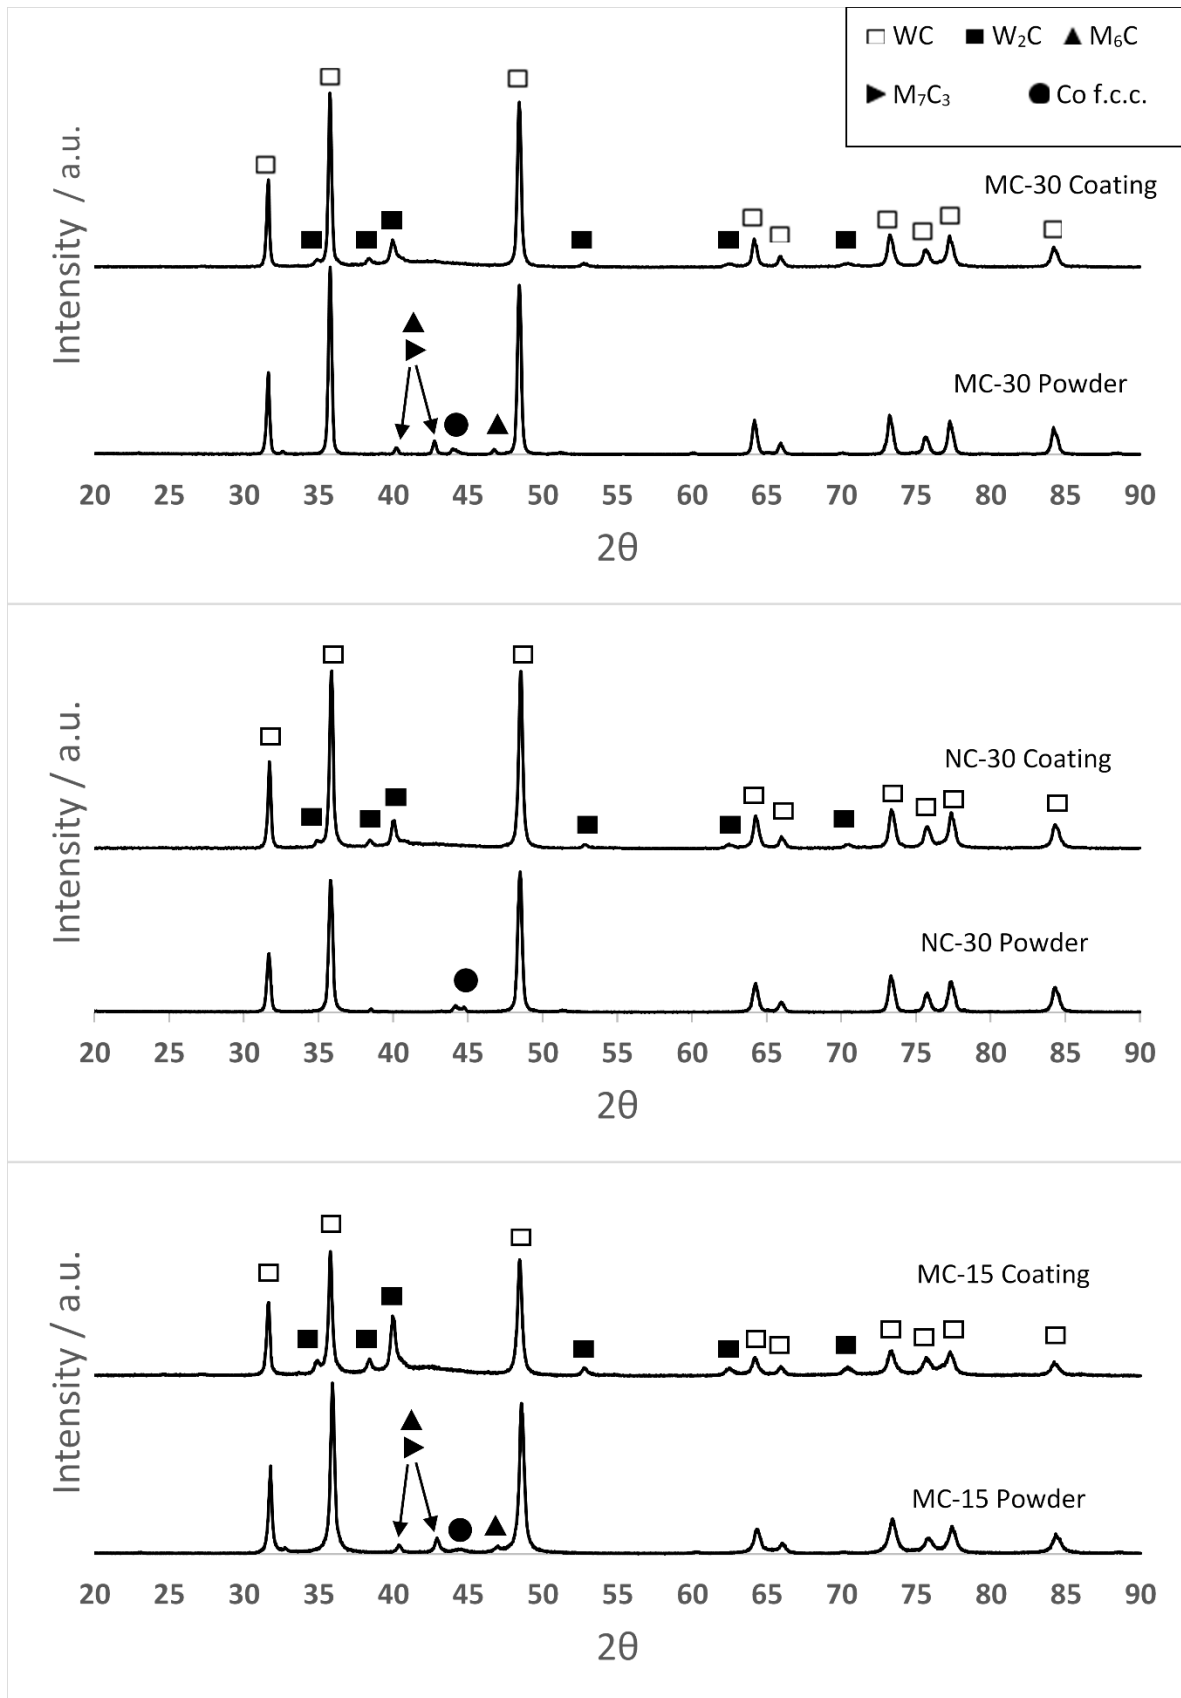 WC W₂C M₆C
M₇C₃ Co f.c.c.
Intensity / a.u.
MC-30 Coating
MC-30 Powder
20 25 30 35 40 45 50 55 60 65 70 75 80 85 90
2θ
Intensity / a.u.
NC-30 Coating
NC-30 Powder
20 25 30 35 40 45 50 55 60 65 70 75 80 85 90
2θ
Intensity / a.u.
MC-15 Coating
MC-15 Powder
20 25 30 35 40 45 50 55 60 65 70 75 80 85 90
2θ